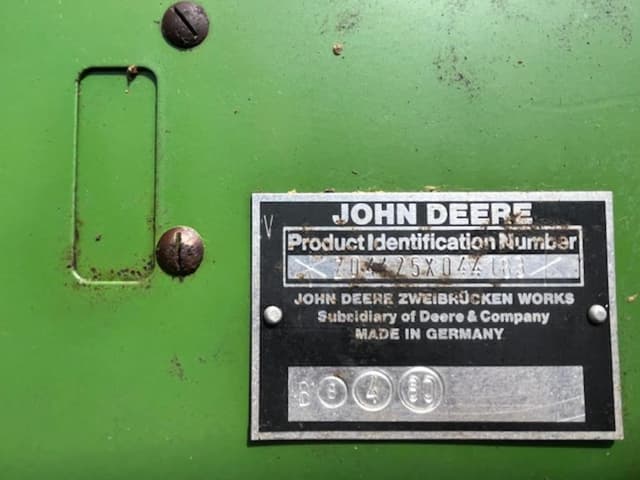 V
JOHN DEERE
Product Identification Number
JOHN DEERE ZWEIBRÜCKEN WORKS
Subsidiary of Deere & Company
MADE IN GERMANY